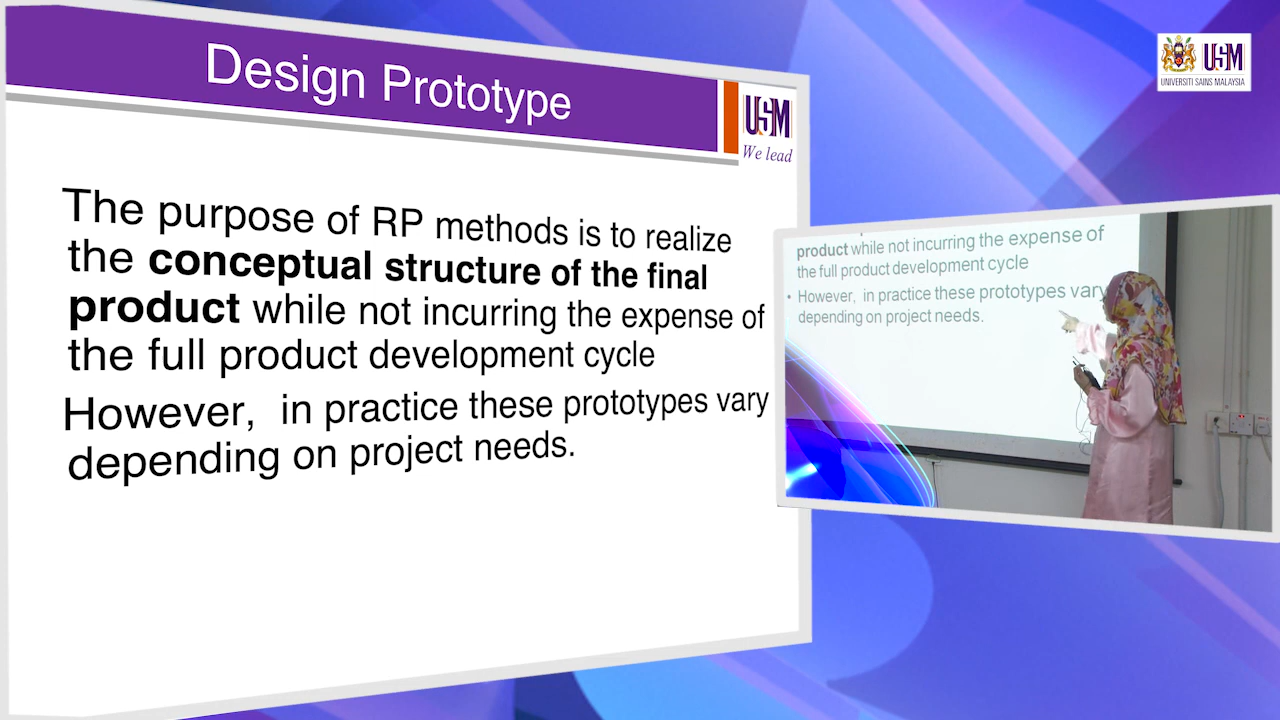 Design Prototype
USM
We lead
The purpose of RP methods is to realize
the conceptual structure of the final
product while not incurring the expense of
the full product development cycle
However, in practice these prototypes vary
depending on project needs.
USM
UNIVERSITI SAINS MALAYSIA
product while not incurring the expense of
the full product development cycle
• However, in practice these prototypes vary
depending on project needs.